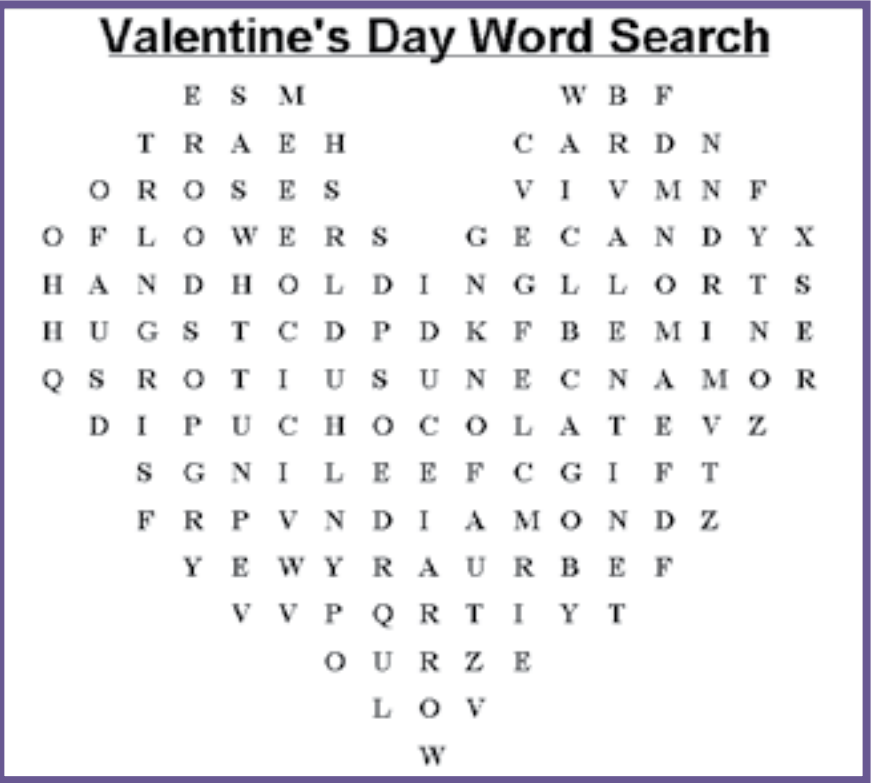 Valentine's Day Word Search
E S M W B F
T R A E H C A R D N
O R O S E S V I V M N F
O F L O W E R S G E C A N D Y X
H A N D H O L D I N G L L O R T S
H U G S T C D P D K F B E M I N E
Q S R O T I U S U N E C N A M O R
D I P U C H O C O L A T E V Z
S G N I L E E F C G I F T
F R P V N D I A M O N D Z
Y E W Y R A U R B E F
V V P Q R T I Y T
O U R Z E
L O V
W